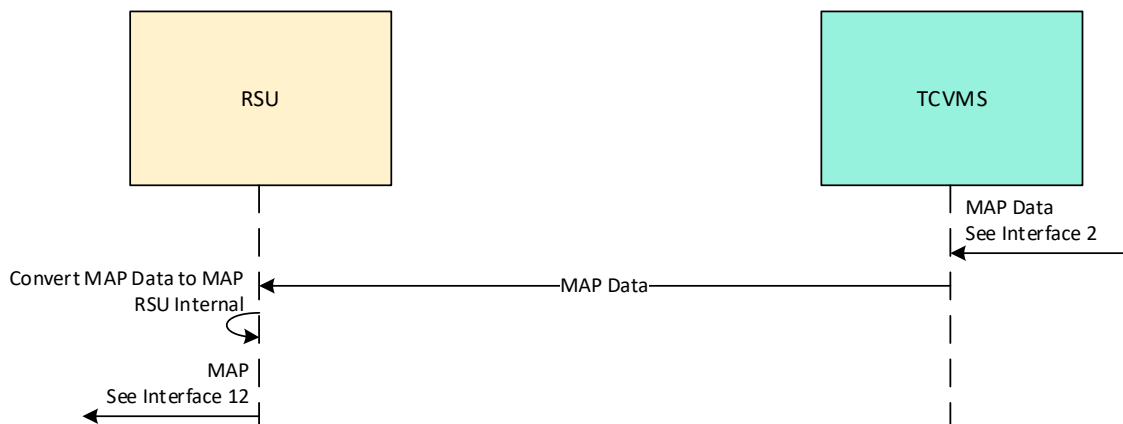 RSU
TCVMS
MAP Data
See Interface 2
Convert MAP Data to MAP
RSU Internal
MAP Data
MAP
See Interface 12